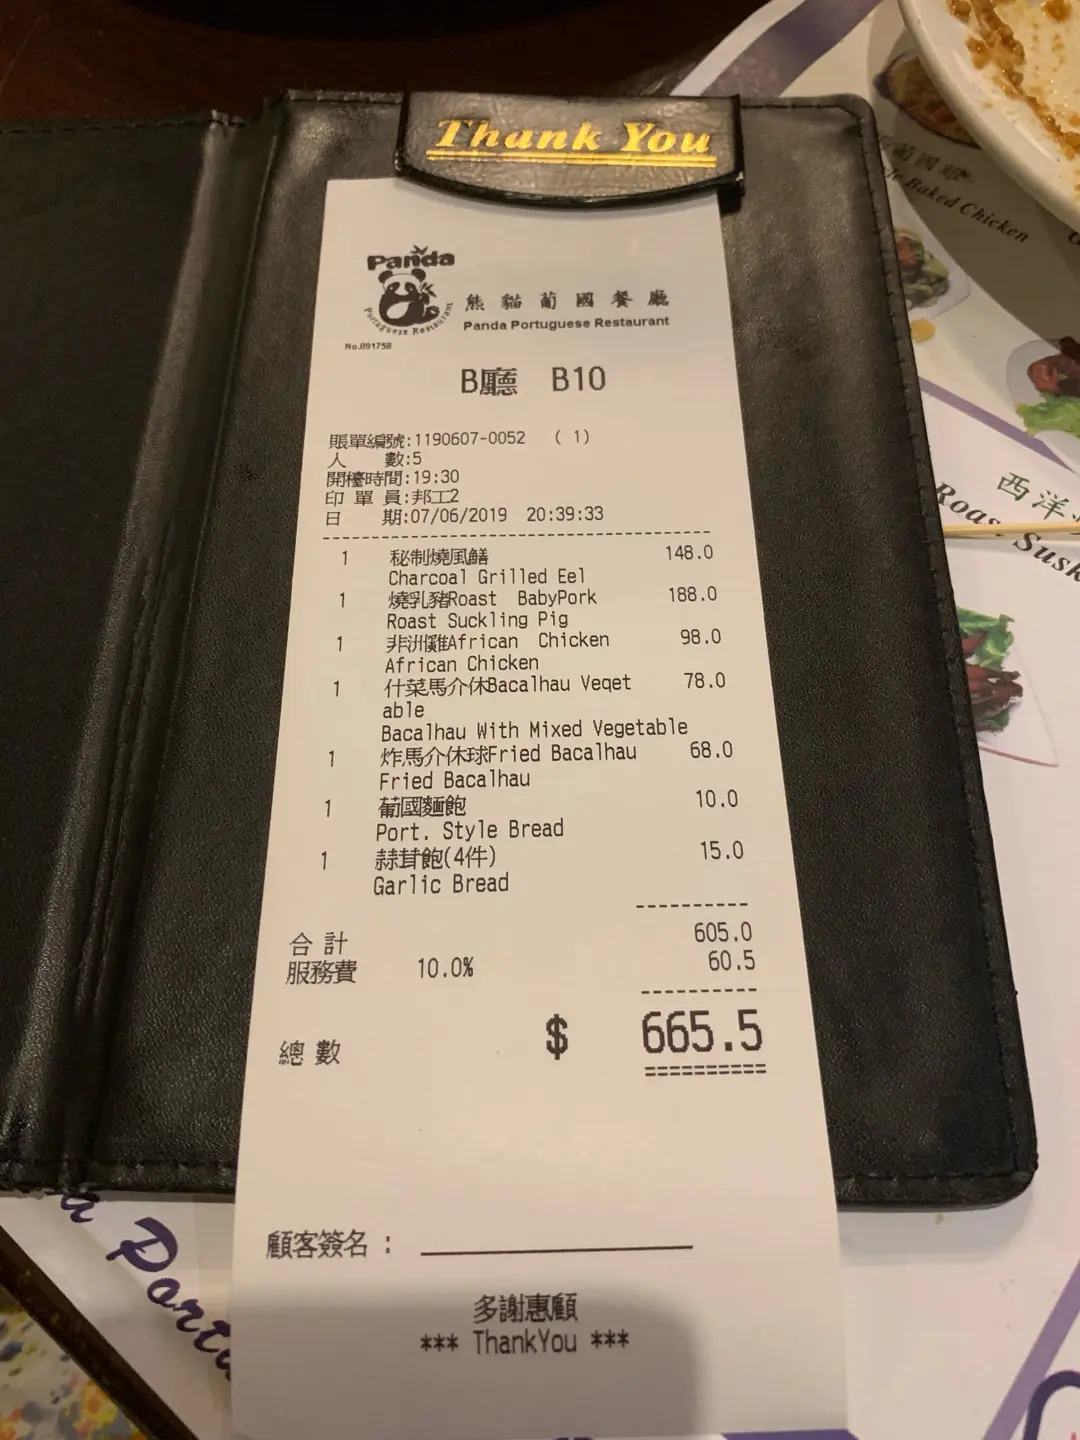 Thank You
Panda
Portuguese Restaurant
熊貓葡國餐廳
Panda Portuguese Restaurant
No.091758
B廳 B10
賬單編號:1190607-0052 ( 1)
人 數:5
開檯時間:19:30
印單員:邦工2
日 期:07/06/2019 20:39:33
1 秘制燒風鱔 148.0
Charcoal Grilled Eel
1 燒乳豬Roast BabyPork 188.0
Roast Suckling Pig
1 非洲雞African Chicken 98.0
African Chicken
1 什菜馬介休Bacalhau Veqet 78.0
able
Bacalhau With Mixed Vegetable
1 炸馬介休球Fried Bacalhau 68.0
Fried Bacalhau
1 葡國麵飽 10.0
Port. Style Bread
1 蒜茸飽(4件) 15.0
Garlic Bread
合計 605.0
服務費 10.0% 60.5
總數 $ 665.5
顧客簽名 :
多謝惠顧
*** ThankYou ***
葡國雞
Baked Chicken
西洋
Roas
Suck
a Portu